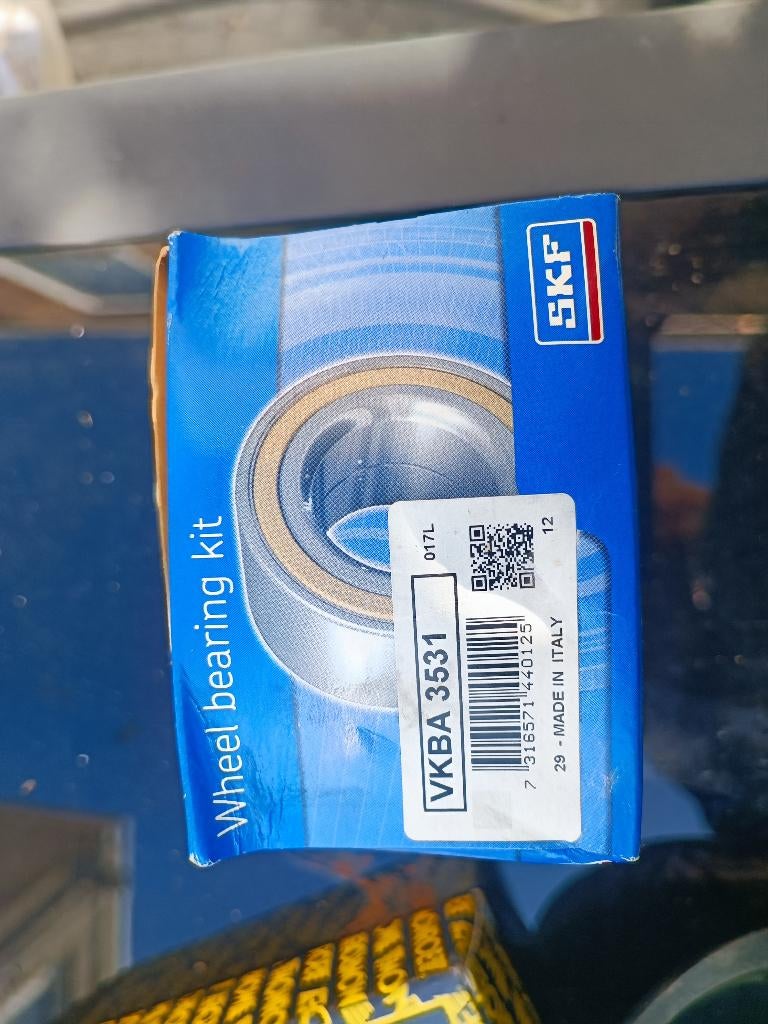 SKF
Wheel bearing kit
VKBA 3531
017L
7 316571 440125
12
29 - MADE IN ITALY